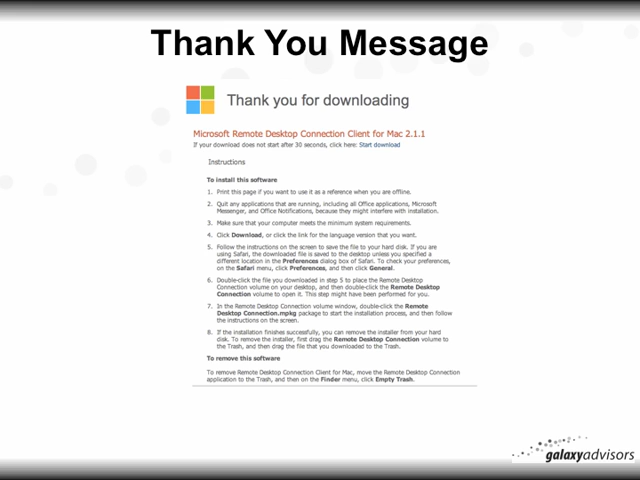 Thank You Message
Thank you for downloading
Microsoft Remote Desktop Connection Client for Mac 2.1.1
If your download does not start after 30 seconds, click here: Start download
Instructions
To install this software
1. Print this page if you want to use it as a reference when you are offline.
2. Quit any applications that are running, including all Office applications, Microsoft
Messenger, and Office Notifications, because they might interfere with installation.
3. Make sure that your computer meets the minimum system requirements.
4. Click Download, or click the link for the language version that you want.
5. Follow the instructions on the screen to save the file to your hard disk. If you are
using Safari, the downloaded file is saved to the desktop unless you specified a
different location in the Preferences dialog box of Safari. To check your preferences,
on the Safari menu, click Preferences, and then click General.
6. Double-click the file you downloaded in step 5 to place the Remote Desktop
Connection volume on your desktop, and then double-click the Remote Desktop
Connection volume to open it. This step might have been performed for you.
7. In the Remote Desktop Connection volume window, double-click the Remote
Desktop Connection.mpkg package to start the installation process, and then follow
the instructions on the screen.
8. If the installation finishes successfully, you can remove the installer from your hard
disk. To remove the installer, first drag the Remote Desktop Connection volume to
the Trash, and then drag the file that you downloaded to the Trash.
To remove this software
To remove Remote Desktop Connection Client for Mac, move the Remote Desktop Connection
application to the Trash, and then on the Finder menu, click Empty Trash.
galaxyadvisors